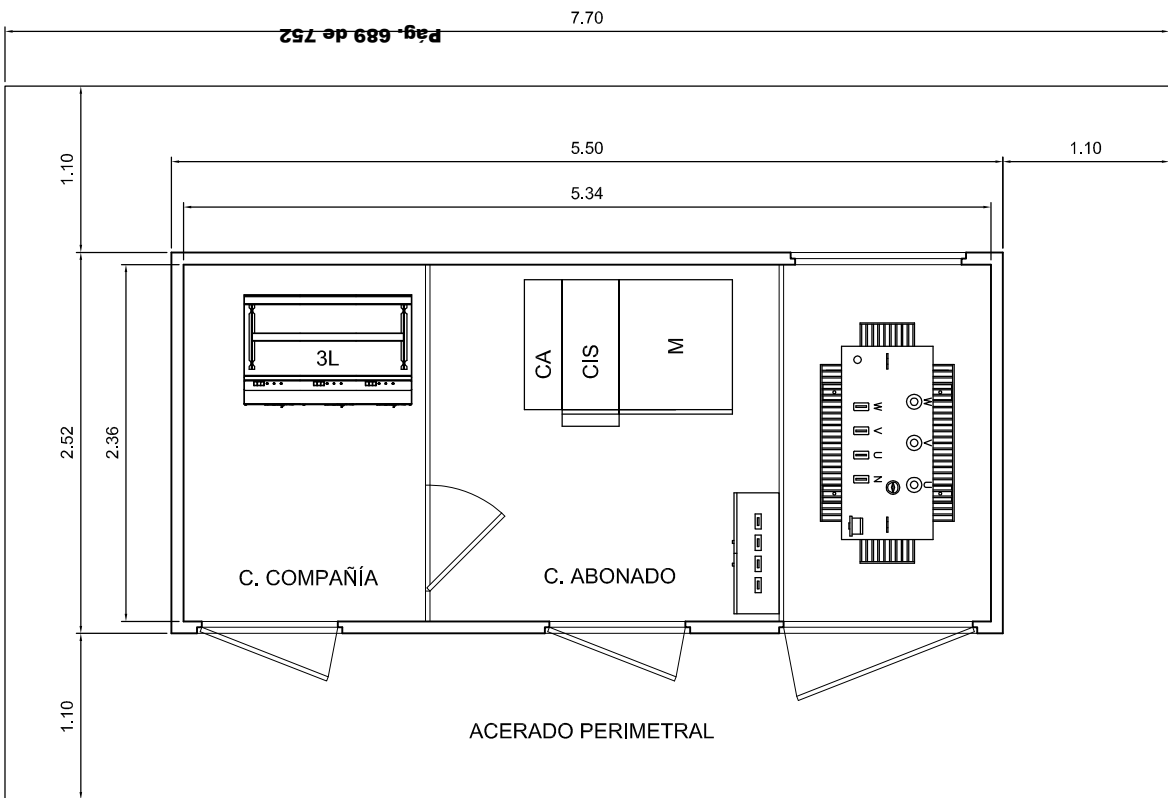 7.70
Pág. 689 de 752
5.50
1.10
1.10
5.34
CA
CIS
M
3L
2.52
2.36
W
V
U
N
W
V
U
C. COMPAÑÍA
C. ABONADO
1.10
ACERADO PERIMETRAL